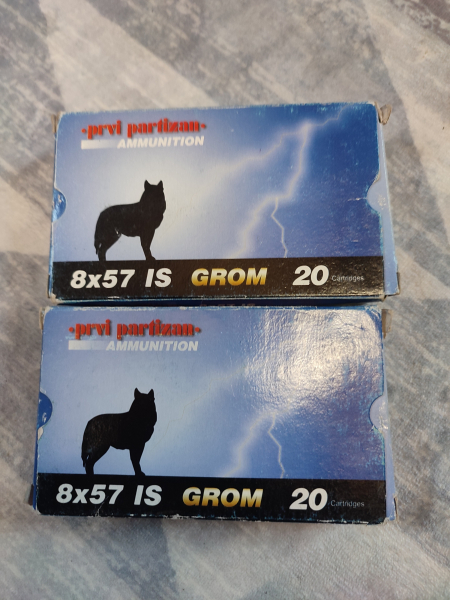 •prvi partizan•
AMMUNITION
8x57 IS GROM 20 Cartridges
•prvi partizan•
AMMUNITION
8x57 IS GROM 20 Cartridges